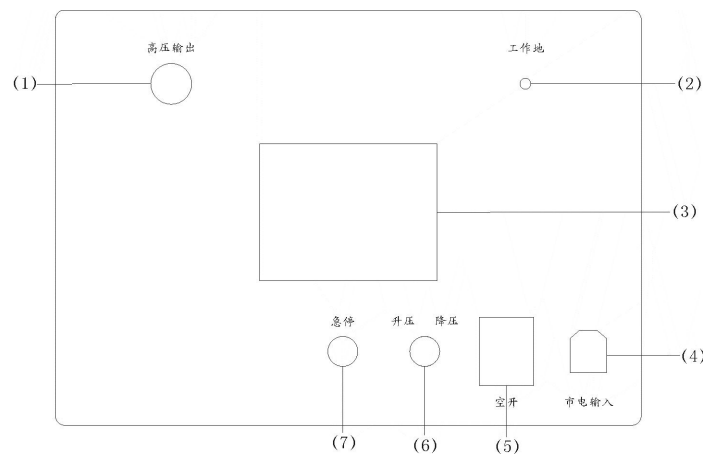 高压输出 工作地
(1) (2)
(3)
急停 升压 降压
(4)
空开 市电输入
(7) (6) (5)